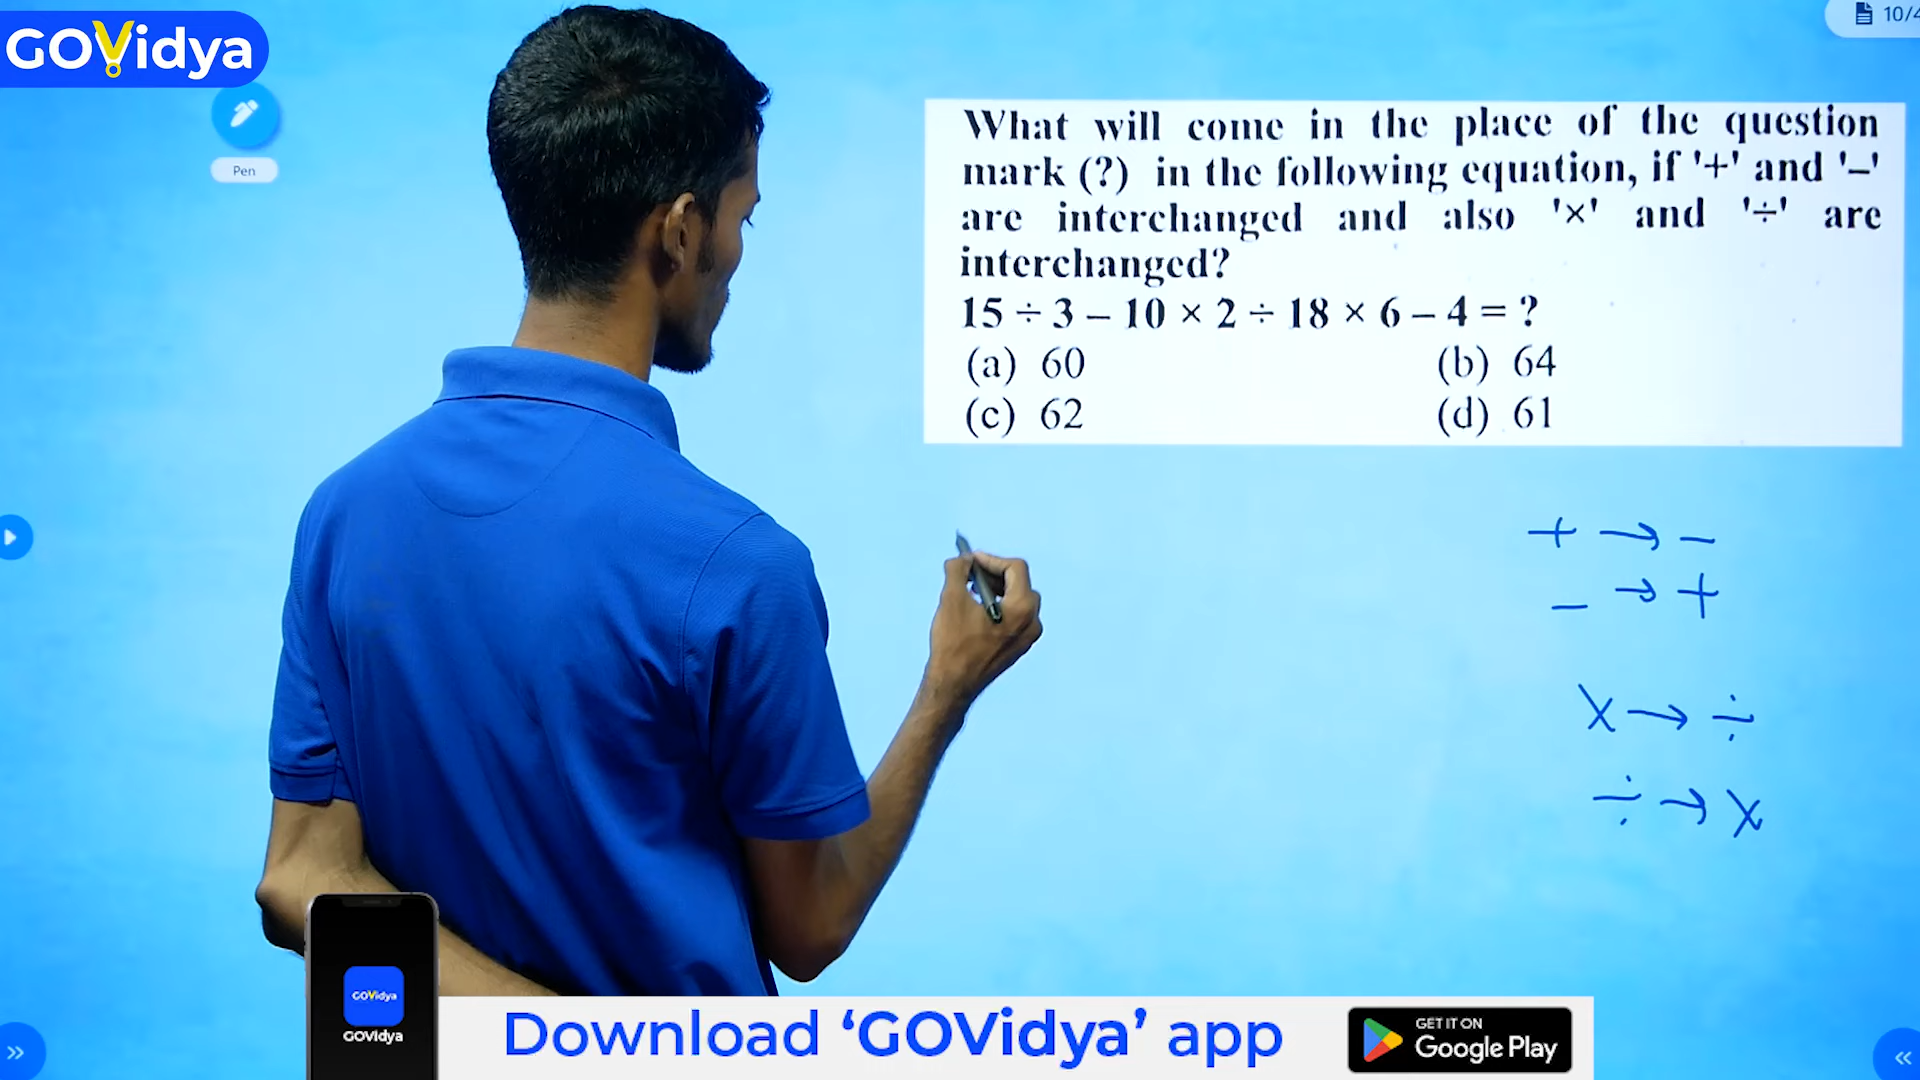 GOVidya
10/4
Pen
What will come in the place of the question
mark (?) in the following equation, if '+' and '–'
are interchanged and also '×' and '÷' are
interchanged?
15 ÷ 3 – 10 × 2 ÷ 18 × 6 – 4 = ?
(a) 60 (b) 64
(c) 62 (d) 61
+ → –
– → +
× → ÷
÷ → ×
GOVidya
GOVidya
Download ‘GOVidya’ app
GET IT ON
Google Play